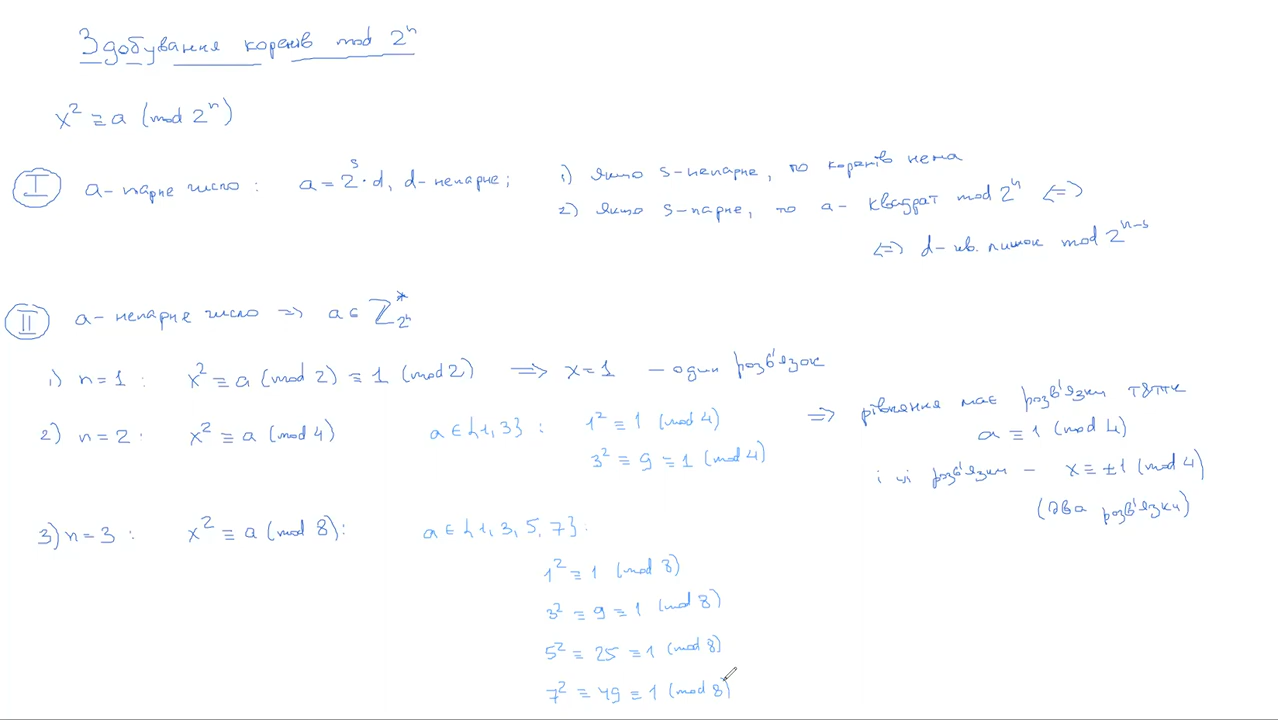 Здобування коренів mod 2ⁿ
x² ≡ a (mod 2ⁿ)
I a - парне число : a = 2ˢ · d, d - непарне;
1) якщо s - непарне, то коренів нема
2) якщо s - парне, то a - квадрат mod 2ⁿ <=>
<=> d - кв. лишок mod 2ⁿ⁻ˢ
II a - непарне число => a ∈ ℤ*₂ⁿ
1) n = 1 : x² ≡ a (mod 2) ≡ 1 (mod 2) => x = 1 - один розв'язок
2) n = 2 : x² ≡ a (mod 4) a ∈ {1, 3} : 1² ≡ 1 (mod 4)
3² ≡ 9 ≡ 1 (mod 4)
=> рівняння має розв'язки тдттк
a ≡ 1 (mod 4)
і ці розв'язки - x ≡ ±1 (mod 4)
(два розв'язки)
3) n = 3 : x² ≡ a (mod 8) : a ∈ {1, 3, 5, 7} :
1² ≡ 1 (mod 8)
3² ≡ 9 ≡ 1 (mod 8)
5² ≡ 25 ≡ 1 (mod 8)
7² ≡ 49 ≡ 1 (mod 8)